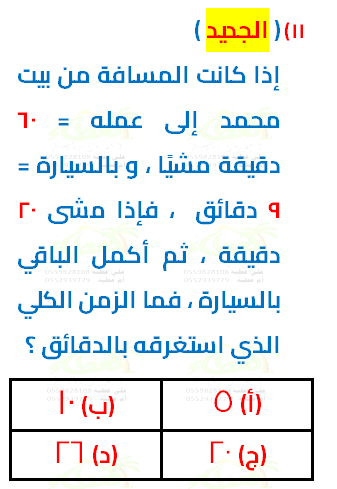 ١١) ( الجديد )
إذا كانت المسافة من بيت
محمد إلى عمله = ٦٠
دقيقة مشيًا ، و بالسيارة =
٩ دقائق ، فإذا مشى ٢٠
دقيقة ، ثم أكمل الباقي
بالسيارة ، فما الزمن الكلي
الذي استغرقه بالدقائق ؟
(أ) ٥ (ب) ١٠
(ج) ٢٠ (د) ٢٦